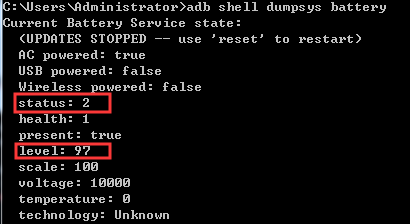 C:\Users\Administrator>adb shell dumpsys battery
Current Battery Service state:
(UPDATES STOPPED -- use 'reset' to restart)
AC powered: true
USB powered: false
Wireless powered: false
status: 2
health: 1
present: true
level: 97
scale: 100
voltage: 10000
temperature: 0
technology: Unknown